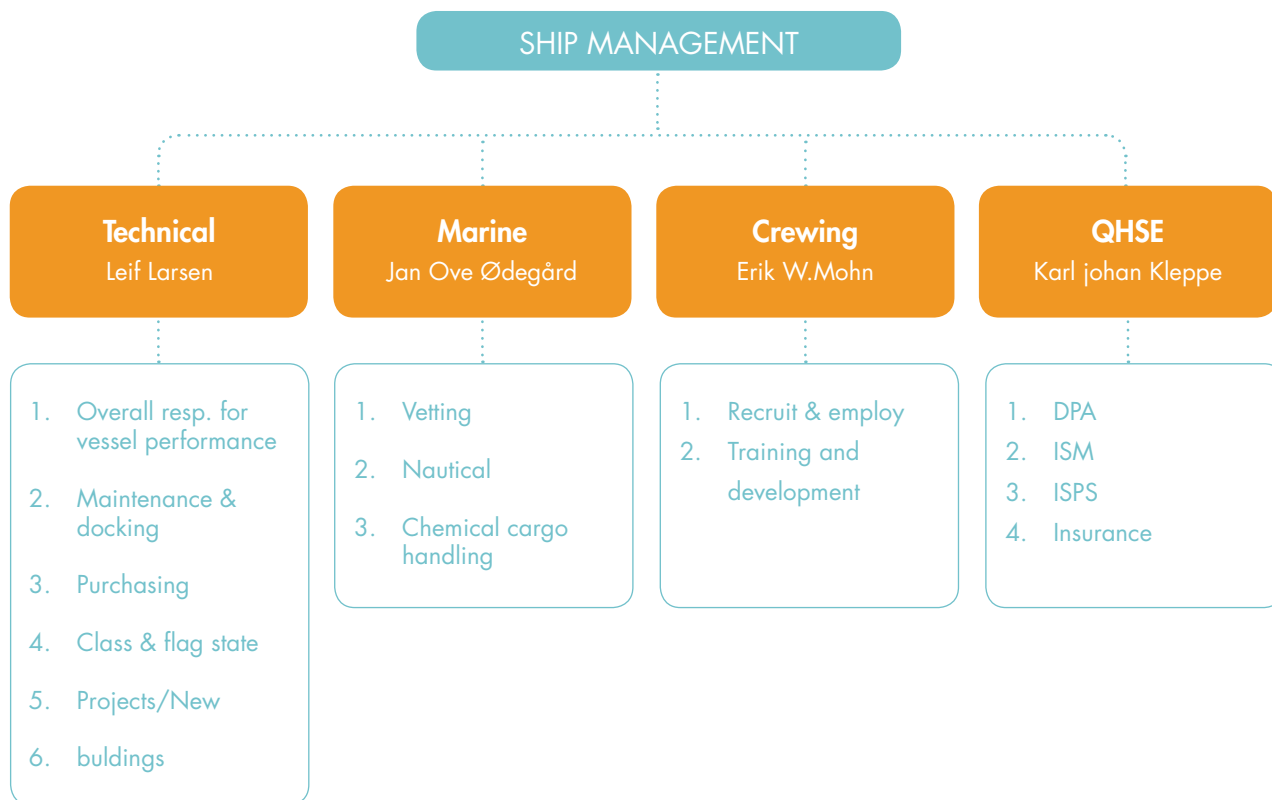 SHIP MANAGEMENT
Technical
Leif Larsen
Marine
Jan Ove Ødegård
Crewing
Erik W.Mohn
QHSE
Karl johan Kleppe
1. Overall resp. for
vessel performance
2. Maintenance &
docking
3. Purchasing
4. Class & flag state
5. Projects/New
6. buldings
1. Vetting
2. Nautical
3. Chemical cargo
handling
1. Recruit & employ
2. Training and
development
1. DPA
2. ISM
3. ISPS
4. Insurance